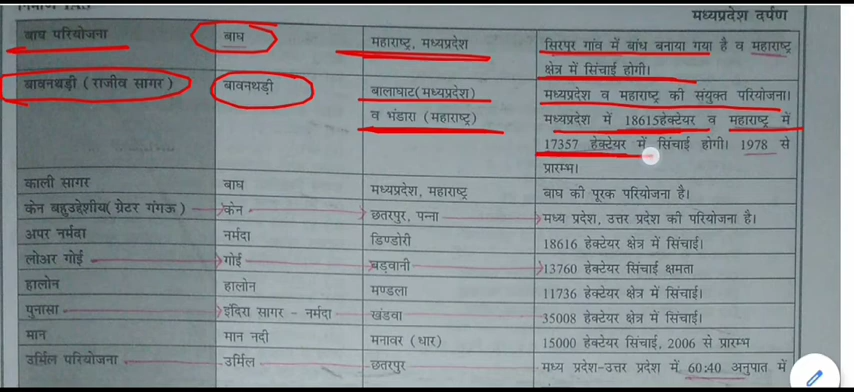 मध्यप्रदेश दर्पण
बाघ परियोजना बाघ महाराष्ट्र, मध्यप्रदेश सिरपुर गांव में बांध बनाया गया है व महाराष्ट्र
क्षेत्र में सिंचाई होगी।
बावनथड़ी ( राजीव सागर ) बावनथड़ी बालाघाट(मध्यप्रदेश) मध्यप्रदेश व महाराष्ट्र की संयुक्त परियोजना।
व भंडारा (महाराष्ट्र) मध्यप्रदेश में 18615हेक्टेयर व महाराष्ट्र में
17357 हेक्टेयर में सिंचाई होगी। 1978 से
प्रारम्भ।
काली सागर बाघ मध्यप्रदेश, महाराष्ट्र बाघ की पूरक परियोजना है।
केन बहुउद्देशीय( ग्रेटर गंगऊ ) केन छतरपुर, पन्ना मध्य प्रदेश, उत्तर प्रदेश की परियोजना है।
अपर नर्मदा नर्मदा डिण्डोरी 18616 हेक्टेयर क्षेत्र में सिंचाई।
लोअर गोई गोई बड़वानी 13760 हेक्टेयर सिंचाई क्षमता
हालोन हालोन मण्डला 11736 हेक्टेयर क्षेत्र में सिंचाई।
पुनासा इंदिरा सागर - नर्मदा खंडवा 35008 हेक्टेयर क्षेत्र में सिंचाई।
मान मान नदी मनावर (धार) 15000 हेक्टेयर सिंचाई, 2006 से प्रारम्भ
उर्मिल परियोजना उर्मिल छतरपुर मध्य प्रदेश-उत्तर प्रदेश में 60:40 अनुपात में